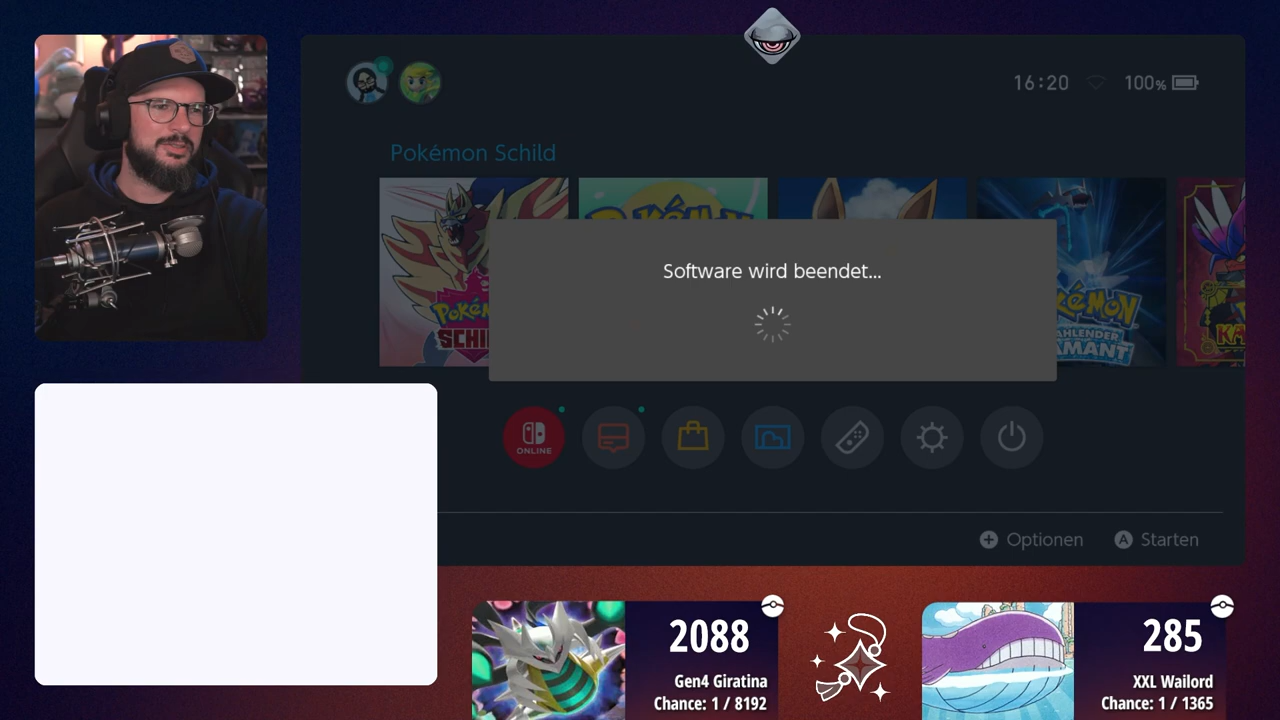 16:20
100%
Pokémon Schild
Software wird beendet...
ONLINE
Optionen
A Starten
2088
Gen4 Giratina
Chance: 1 / 8192
285
XXL Wailord
Chance: 1 / 1365